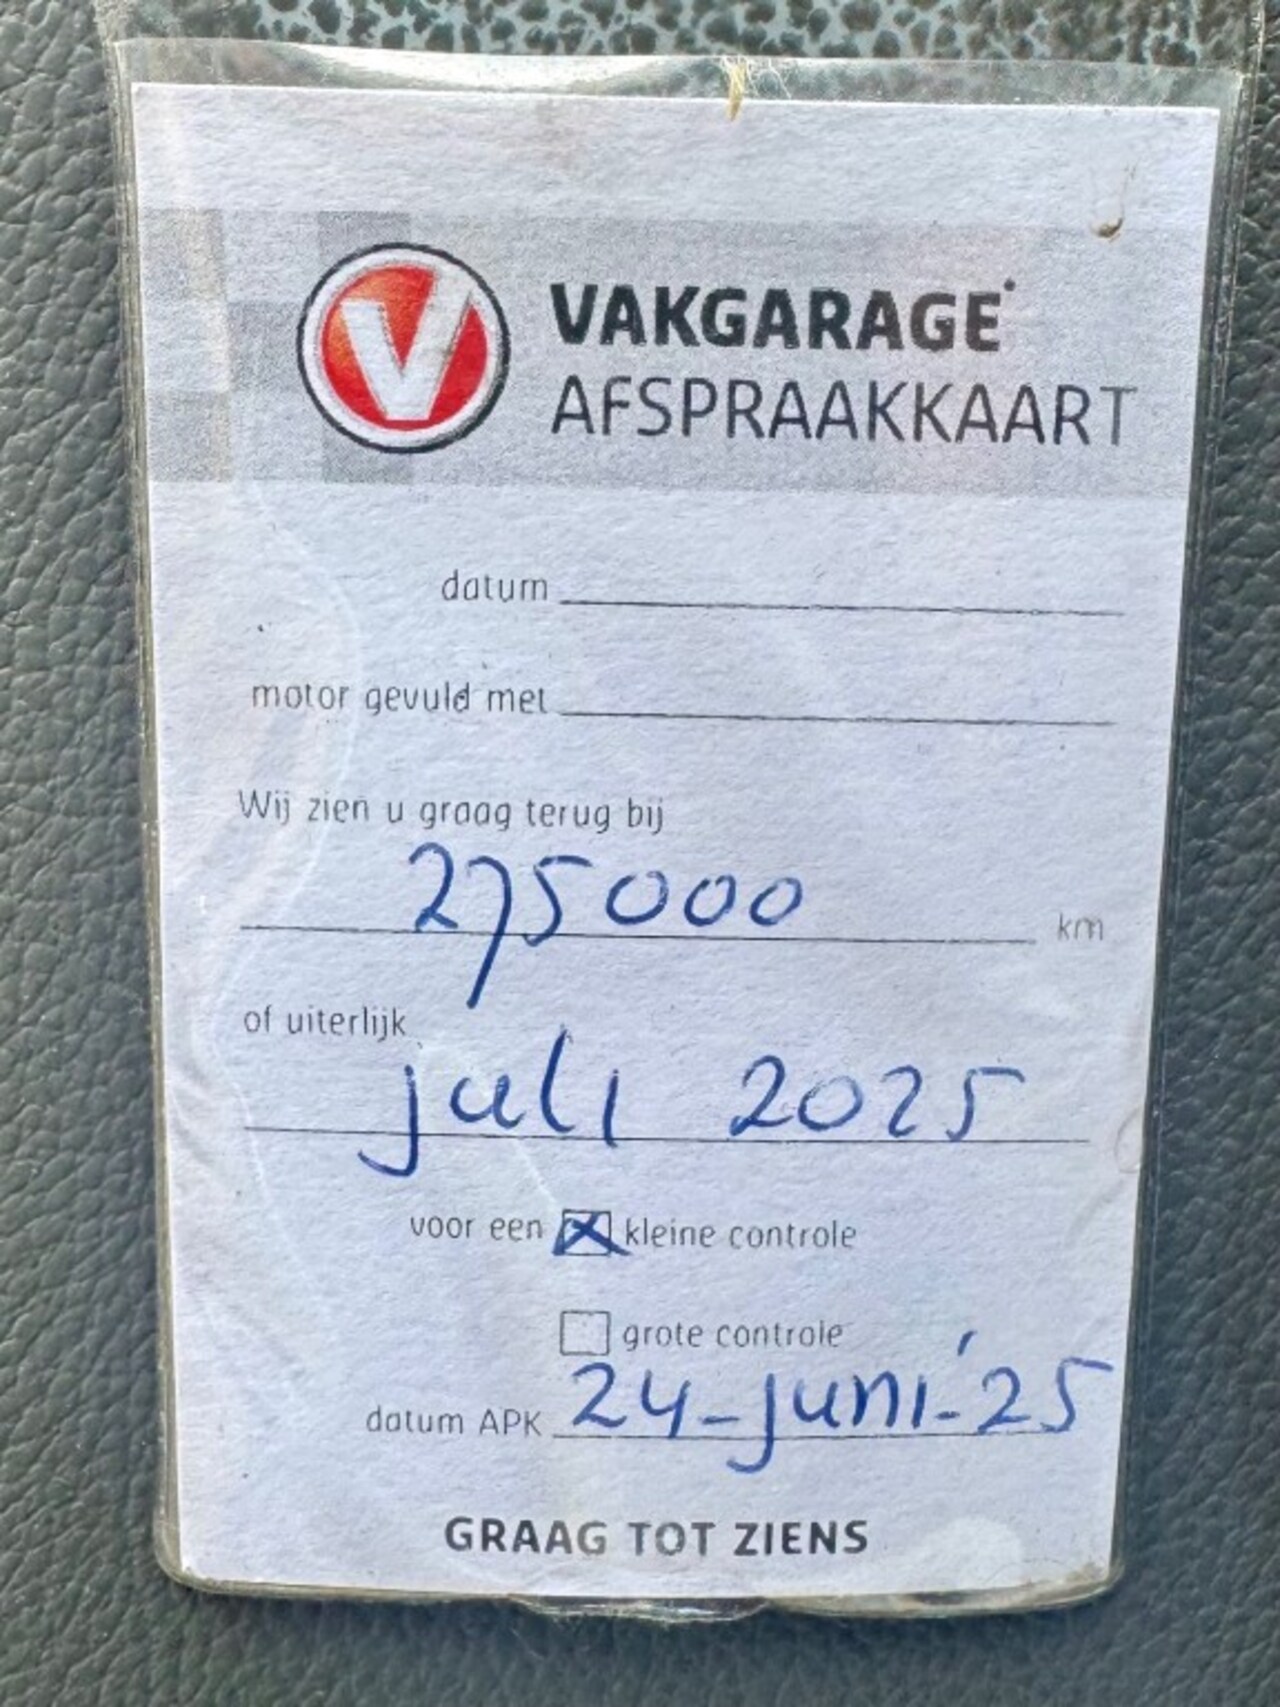 V
VAKGARAGE
AFSPRAAKKAART
datum
motor gevuld met
Wij zien u graag terug bij
275000 km
of uiterlijk
juli 2025
voor een kleine controle
grote controle
datum APK 24-juni-'25
GRAAG TOT ZIENS